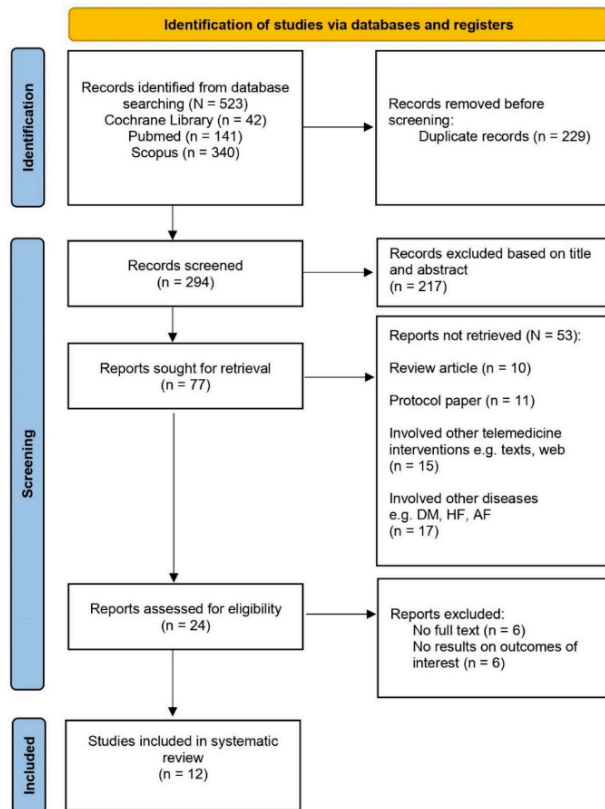 Identification of studies via databases and registers
Identification
Records identified from database
searching (N = 523)
Cochrane Library (n = 42)
Pubmed (n = 141)
Scopus (n = 340)
Records removed before
screening:
Duplicate records (n = 229)
Screening
Records screened
(n = 294)
Records excluded based on title
and abstract
(n = 217)
Reports sought for retrieval
(n = 77)
Reports not retrieved (N = 53):
Review article (n = 10)
Protocol paper (n = 11)
Involved other telemedicine
interventions e.g. texts, web
(n = 15)
Involved other diseases
e.g. DM, HF, AF
(n = 17)
Reports assessed for eligibility
(n = 24)
Reports excluded:
No full text (n = 6)
No results on outcomes of
interest (n = 6)
Included
Studies included in systematic
review
(n = 12)